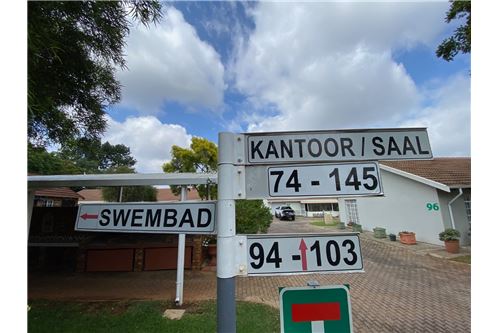 KANTOOR / SAAL
74 - 145
SWEMBAD
94 - 103
96